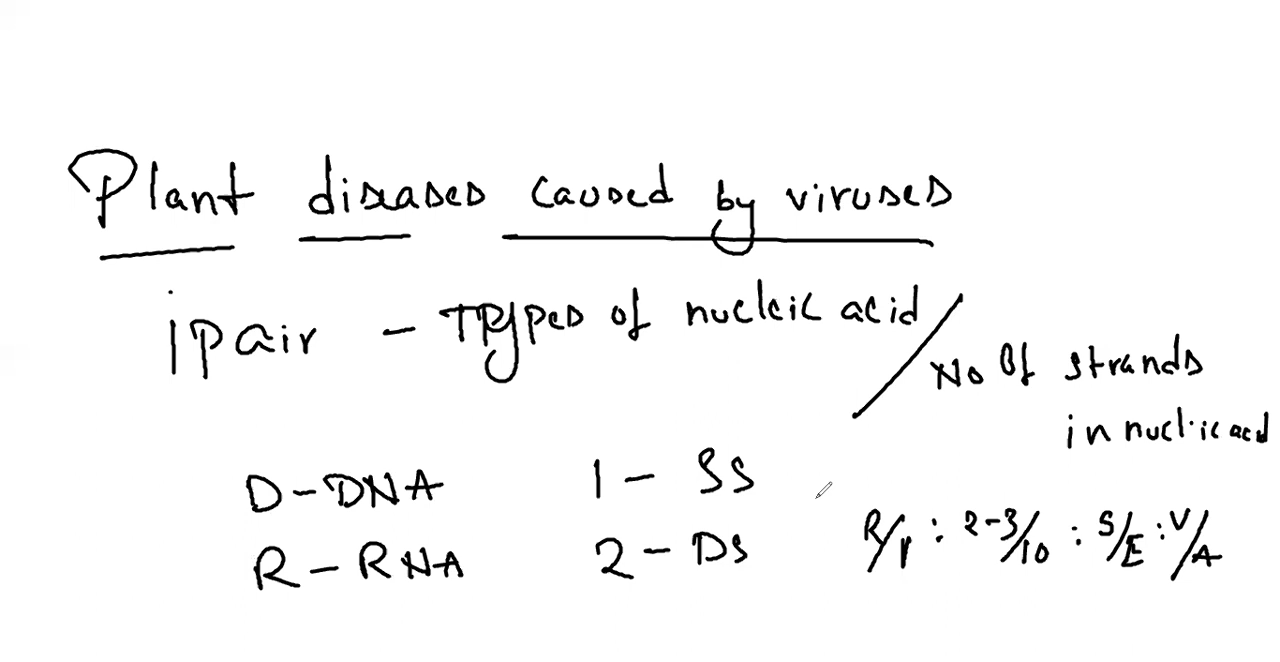 Plant diseases caused by viruses
1 pair - Types of nucleic acid /
No Of strands
in nucleic acid
D - DNA 1 - SS
R - RNA 2 - DS R/1 : 2-3/10 : S/E : V/A